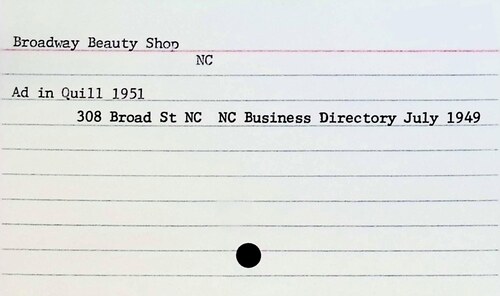 Broadway Beauty Shop
NC
Ad in Quill 1951
308 Broad St NC NC Business Directory July 1949